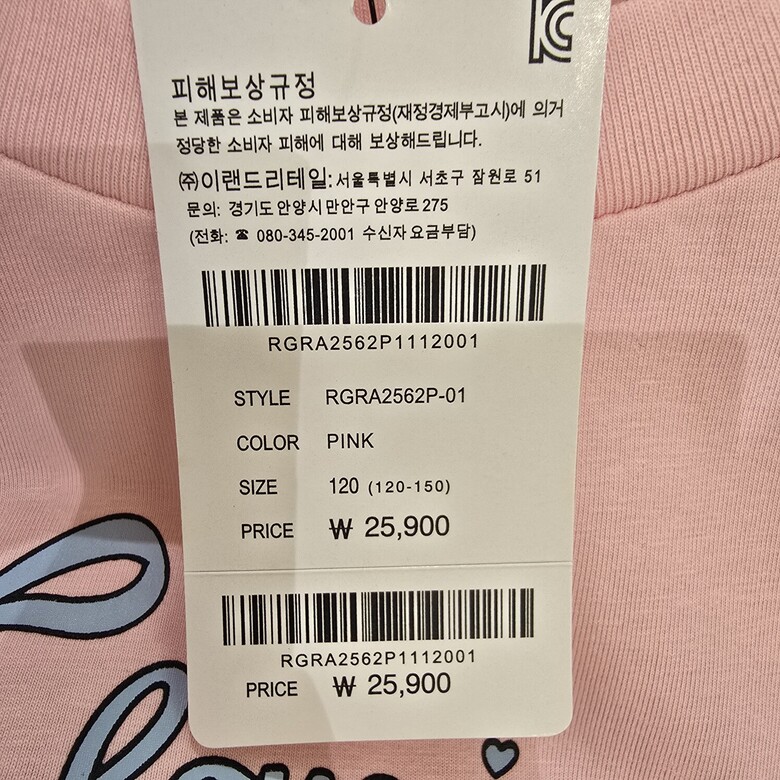 KC
피해보상규정
본 제품은 소비자 피해보상규정(재정경제부고시)에 의거
정당한 소비자 피해에 대해 보상해드립니다.
㈜이랜드리테일: 서울특별시 서초구 잠원로 51
문의: 경기도 안양시 만안구 안양로 275
(전화: ☎ 080-345-2001 수신자 요금부담)
RGRA2562P1112001
STYLE RGRA2562P-01
COLOR PINK
SIZE 120 (120-150)
PRICE ₩ 25,900
RGRA2562P1112001
PRICE ₩ 25,900